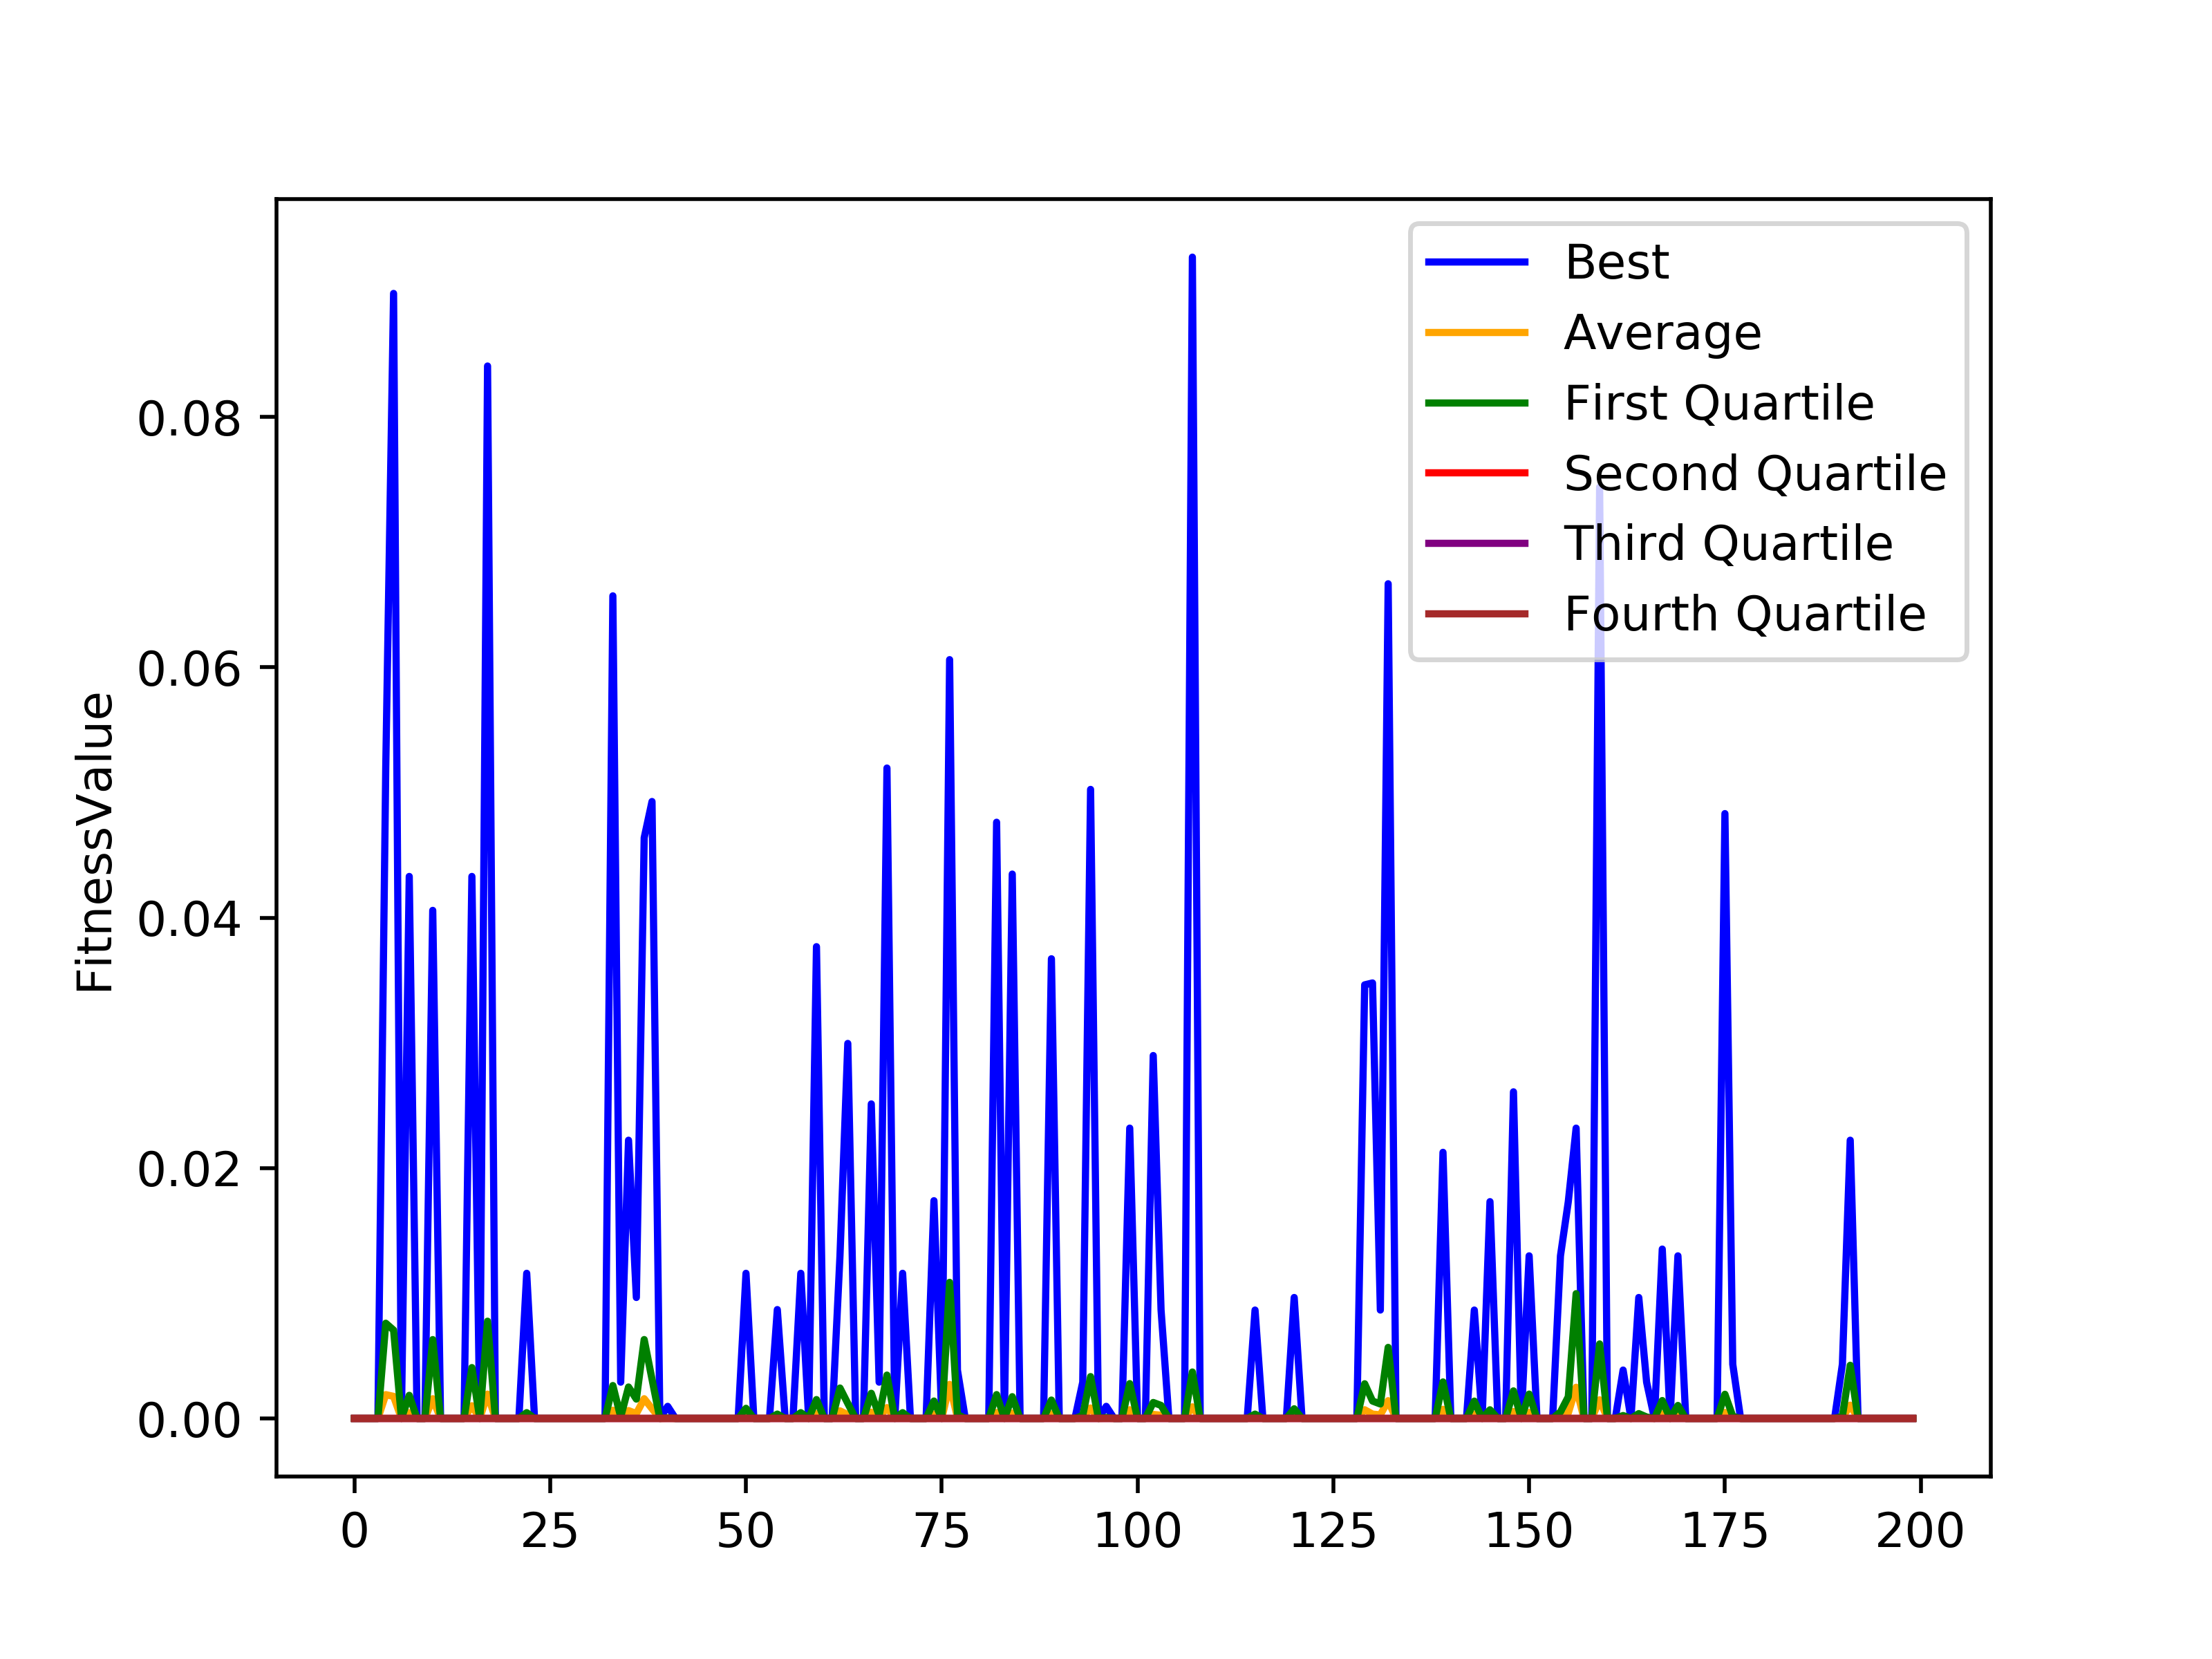 Best
Average
First Quartile
Second Quartile
Third Quartile
Fourth Quartile
FitnessValue
0.08
0.06
0.04
0.02
0.00
0 25 50 75 100 125 150 175 200